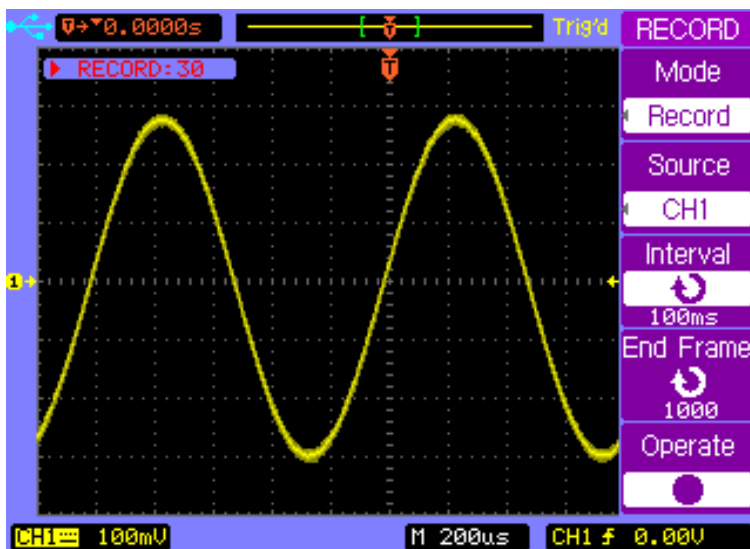 T→▼0.0000s T Trig'd RECORD
RECORD:30 T
Mode
Record
Source
CH1
1
Interval
100ms
End Frame
1000
Operate
CH1 100mV M 200us CH1 0.00V